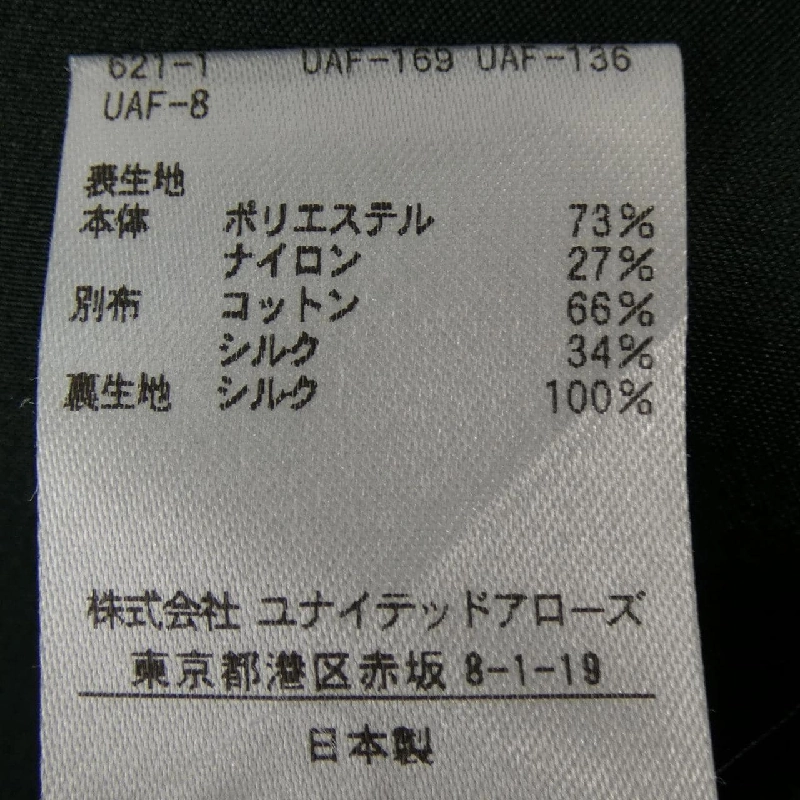 621-1 UAF-169 UAF-136
UAF-8
表生地
本体 ポリエステル 73%
ナイロン 27%
別布 コットン 66%
シルク 34%
裏生地 シルク 100%
株式会社 ユナイテッドアローズ
東京都港区赤坂 8-1-19
日本製